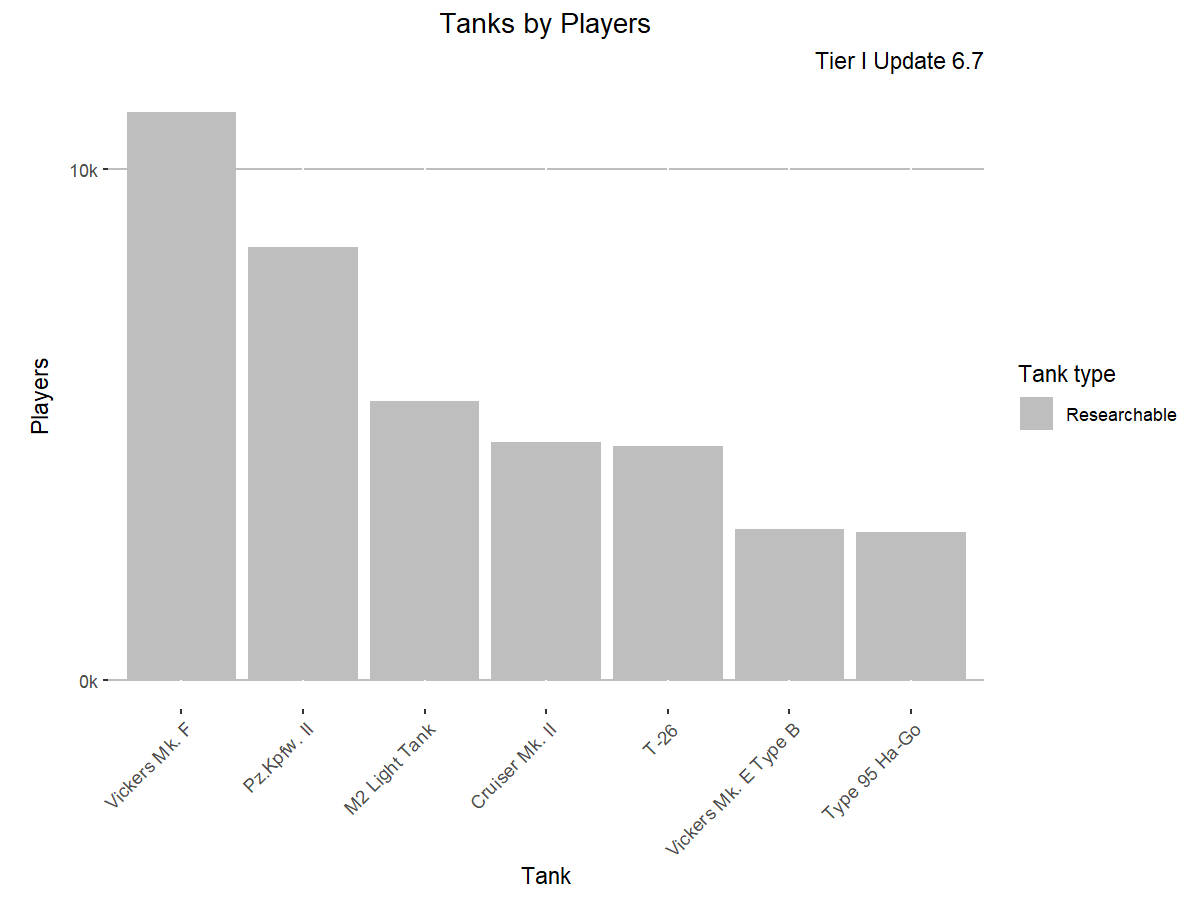 Tanks by Players
Tier I Update 6.7
10k
0k
Players
Vickers Mk. F
Pz.Kpfw. II
M2 Light Tank
Cruiser Mk. II
T-26
Vickers Mk. E Type B
Type 95 Ha-Go
Tank
Tank type
Researchable